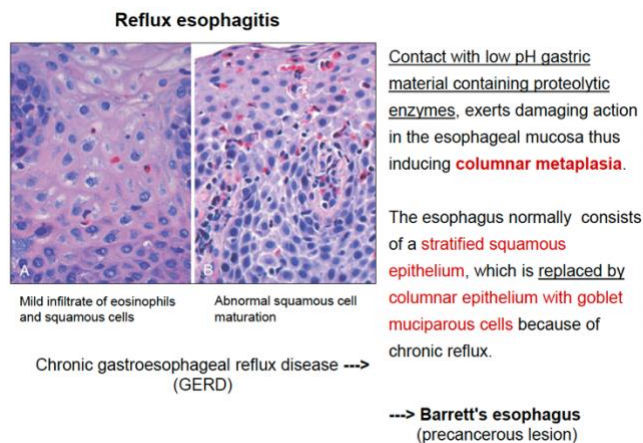 Reflux esophagitis
A
B
Mild infiltrate of eosinophils
and squamous cells
Abnormal squamous cell
maturation
Chronic gastroesophageal reflux disease --->
(GERD)
Contact with low pH gastric
material containing proteolytic
enzymes, exerts damaging action
in the esophageal mucosa thus
inducing columnar metaplasia.
The esophagus normally consists
of a stratified squamous
epithelium, which is replaced by
columnar epithelium with goblet
muciparous cells because of
chronic reflux.
---> Barrett's esophagus
(precancerous lesion)